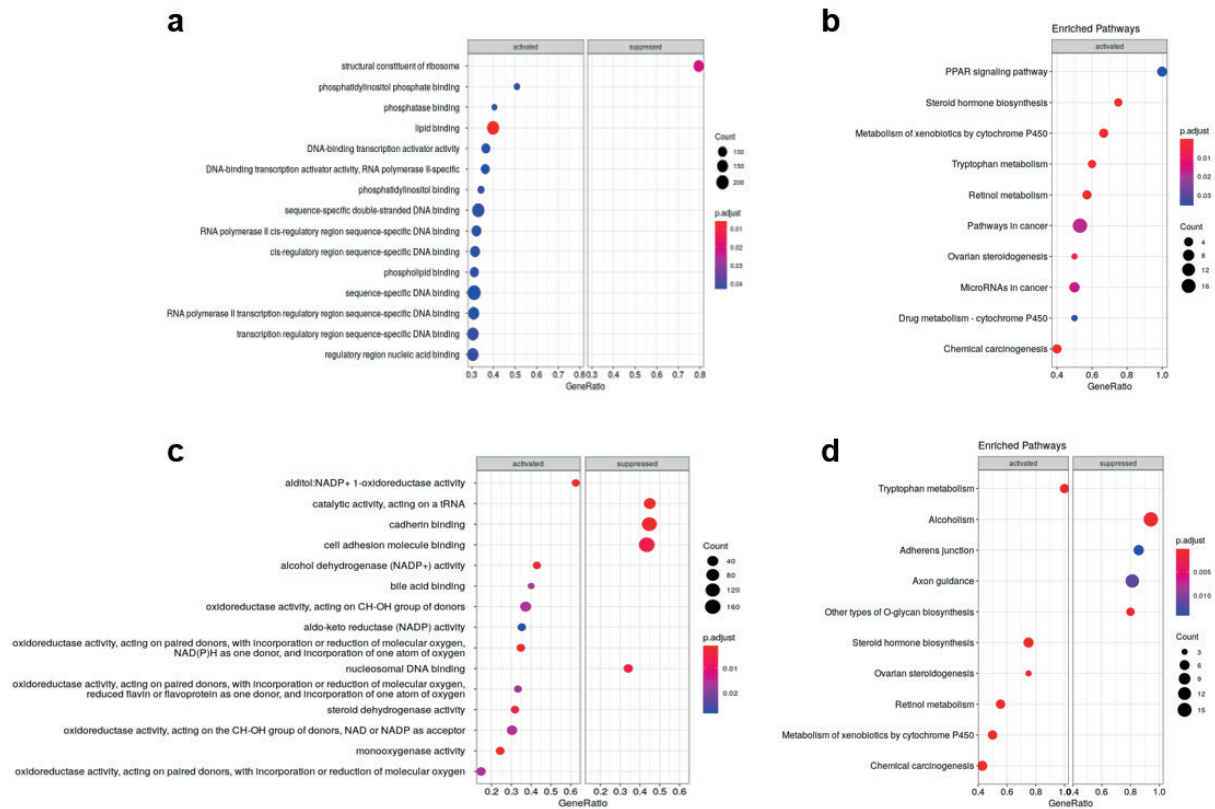 a
activated
suppressed
structural constituent of ribosome
phosphatidylinositol phosphate binding
phosphatase binding
lipid binding
DNA-binding transcription activator activity
DNA-binding transcription activator activity, RNA polymerase II-specific
phosphatidylinositol binding
sequence-specific double-stranded DNA binding
RNA polymerase II cis-regulatory region sequence-specific DNA binding
cis-regulatory region sequence-specific DNA binding
phospholipid binding
sequence-specific DNA binding
RNA polymerase II transcription regulatory region sequence-specific DNA binding
transcription regulatory region sequence-specific DNA binding
regulatory region nucleic acid binding
0.3 0.4 0.5 0.6 0.7 0.8 0.3 0.4 0.5 0.6 0.7 0.8
GeneRatio
Count
100
150
200
p.adjust
0.01
0.02
0.03
0.04
b
Enriched Pathways
activated
PPAR signaling pathway
Steroid hormone biosynthesis
Metabolism of xenobiotics by cytochrome P450
Tryptophan metabolism
Retinol metabolism
Pathways in cancer
Ovarian steroidogenesis
MicroRNAs in cancer
Drug metabolism - cytochrome P450
Chemical carcinogenesis
0.4 0.6 0.8 1.0
GeneRatio
p.adjust
0.01
0.02
0.03
Count
4
8
12
16
c
activated
suppressed
alditol:NADP+ 1-oxidoreductase activity
catalytic activity, acting on a tRNA
cadherin binding
cell adhesion molecule binding
alcohol dehydrogenase (NADP+) activity
bile acid binding
oxidoreductase activity, acting on CH-OH group of donors
aldo-keto reductase (NADP) activity
oxidoreductase activity, acting on paired donors, with incorporation or reduction of molecular oxygen,
NAD(P)H as one donor, and incorporation of one atom of oxygen
nucleosomal DNA binding
oxidoreductase activity, acting on paired donors, with incorporation or reduction of molecular oxygen,
reduced flavin or flavoprotein as one donor, and incorporation of one atom of oxygen
steroid dehydrogenase activity
oxidoreductase activity, acting on the CH-OH group of donors, NAD or NADP as acceptor
monooxygenase activity
oxidoreductase activity, acting on paired donors, with incorporation or reduction of molecular oxygen
0.2 0.3 0.4 0.5 0.6 0.2 0.3 0.4 0.5 0.6
GeneRatio
Count
40
80
120
160
p.adjust
0.01
0.02
d
Enriched Pathways
activated
suppressed
Tryptophan metabolism
Alcoholism
Adherens junction
Axon guidance
Other types of O-glycan biosynthesis
Steroid hormone biosynthesis
Ovarian steroidogenesis
Retinol metabolism
Metabolism of xenobiotics by cytochrome P450
Chemical carcinogenesis
0.4 0.6 0.8 1.0 0.4 0.6 0.8 1.0
GeneRatio
p.adjust
0.005
0.010
Count
3
6
9
12
15